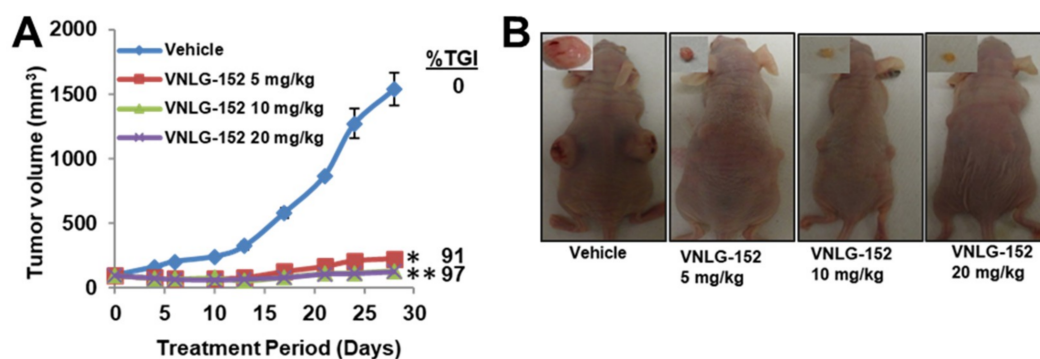 A
Tumor volume (mm³)
2000
1500
1000
500
0
0
5
10
15
20
25
30
Treatment Period (Days)
Vehicle
VNLG-152 5 mg/kg
VNLG-152 10 mg/kg
VNLG-152 20 mg/kg
%TGI
0
* 91
**97
B
Vehicle
VNLG-152
5 mg/kg
VNLG-152
10 mg/kg
VNLG-152
20 mg/kg